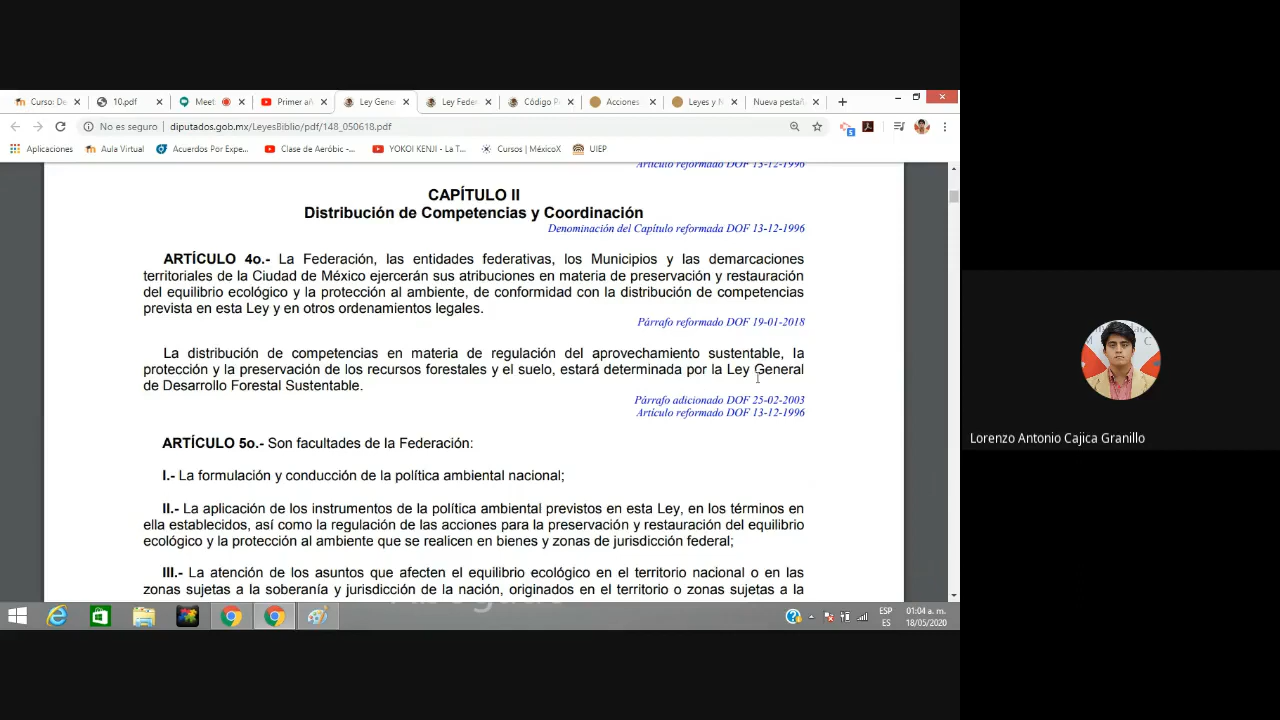 Curso: De
10.pdf
Meet
Primer añ
Ley Gene
Ley Feder
Código P
Acciones
Leyes y N
Nueva pestañ
No es seguro
diputados.gob.mx/LeyesBiblio/pdf/148_050618.pdf
5
Aplicaciones
Aula Virtual
Acuerdos Por Expe...
Clase de Aeróbic -...
YOKOI KENJI - La T...
Cursos | MéxicoX
UIEP
Artículo reformado DOF 13-12-1996
CAPÍTULO II
Distribución de Competencias y Coordinación
Denominación del Capítulo reformada DOF 13-12-1996
ARTÍCULO 4o.- La Federación, las entidades federativas, los Municipios y las demarcaciones
territoriales de la Ciudad de México ejercerán sus atribuciones en materia de preservación y restauración
del equilibrio ecológico y la protección al ambiente, de conformidad con la distribución de competencias
prevista en esta Ley y en otros ordenamientos legales.
Párrafo reformado DOF 19-01-2018
La distribución de competencias en materia de regulación del aprovechamiento sustentable, la
protección y la preservación de los recursos forestales y el suelo, estará determinada por la Ley General
de Desarrollo Forestal Sustentable.
Párrafo adicionado DOF 25-02-2003
Artículo reformado DOF 13-12-1996
ARTÍCULO 5o.- Son facultades de la Federación:
I.- La formulación y conducción de la política ambiental nacional;
II.- La aplicación de los instrumentos de la política ambiental previstos en esta Ley, en los términos en
ella establecidos, así como la regulación de las acciones para la preservación y restauración del equilibrio
ecológico y la protección al ambiente que se realicen en bienes y zonas de jurisdicción federal;
III.- La atención de los asuntos que afecten el equilibrio ecológico en el territorio nacional o en las
zonas sujetas a la soberanía y jurisdicción de la nación, originados en el territorio o zonas sujetas a la
ESP
ES
01:04 a. m.
18/05/2020
Lorenzo Antonio Cajica Granillo